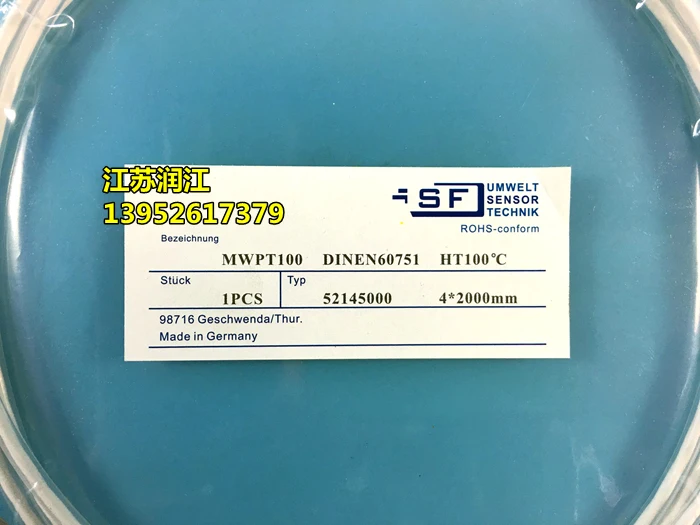 江苏润江
13952617379
SF
UMWELT
SENSOR
TECHNIK
ROHS-conform
Bezeichnung
MWPT100 DINEN60751 HT100℃
Stück Typ
1PCS 52145000 4*2000mm
98716 Geschwenda/Thur.
Made in Germany